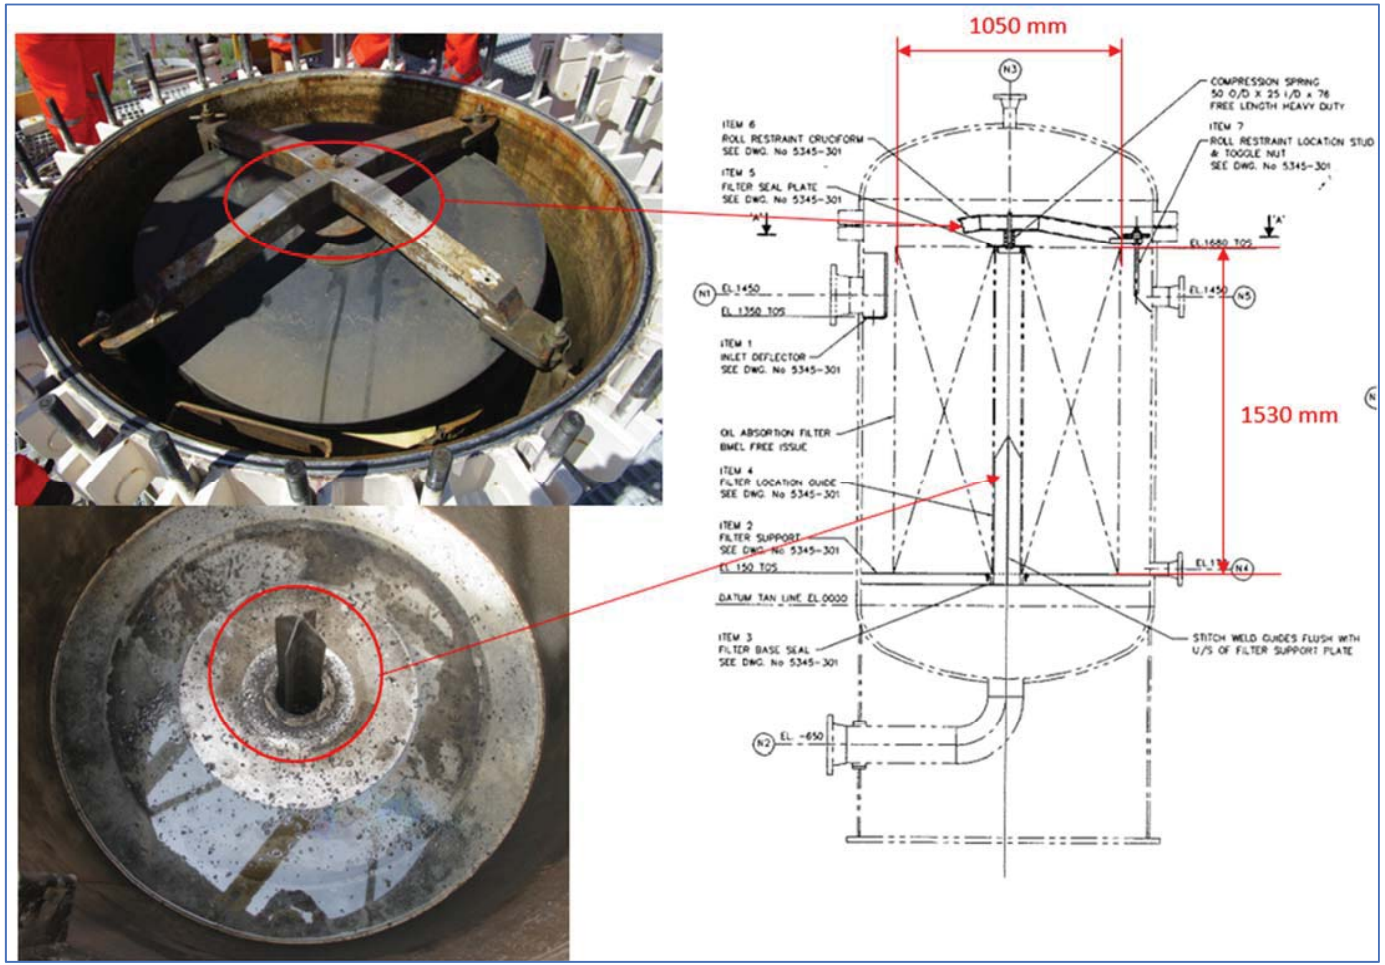 1050 mm
N3
COMPRESSION SPRING
50 O/D X 25 I/D x 76
FREE LENGTH HEAVY DUTY
ITEM 6
ROLL RESTRAINT CRUCIFORM
SEE DWG. No 5345-301
ITEM 7
ROLL RESTRAINT LOCATION STUD
& TOGGLE NUT
SEE DWG. No 5345-301
ITEM 5
FILTER SEAL PLATE
SEE DWG. No 5345-301
'A'
'A'
EL.1680 TOS
N1
EL.1450
EL.1450
N5
EL 1350 TOS
ITEM 1
INLET DEFLECTOR
SEE DWG. No 5345-301
1530 mm
OIL ABSORTION FILTER
BMEL FREE ISSUE
ITEM 4
FILTER LOCATION GUIDE
SEE DWG. No 5345-301
ITEM 2
FILTER SUPPORT
SEE DWG. No 5345-301
EL 150 TOS
N4
DATUM TAN LINE EL.0000
ITEM 3
FILTER BASE SEAL
SEE DWG. No 5345-301
STITCH WELD GUIDES FLUSH WITH
U/S OF FILTER SUPPORT PLATE
N2
EL. -650